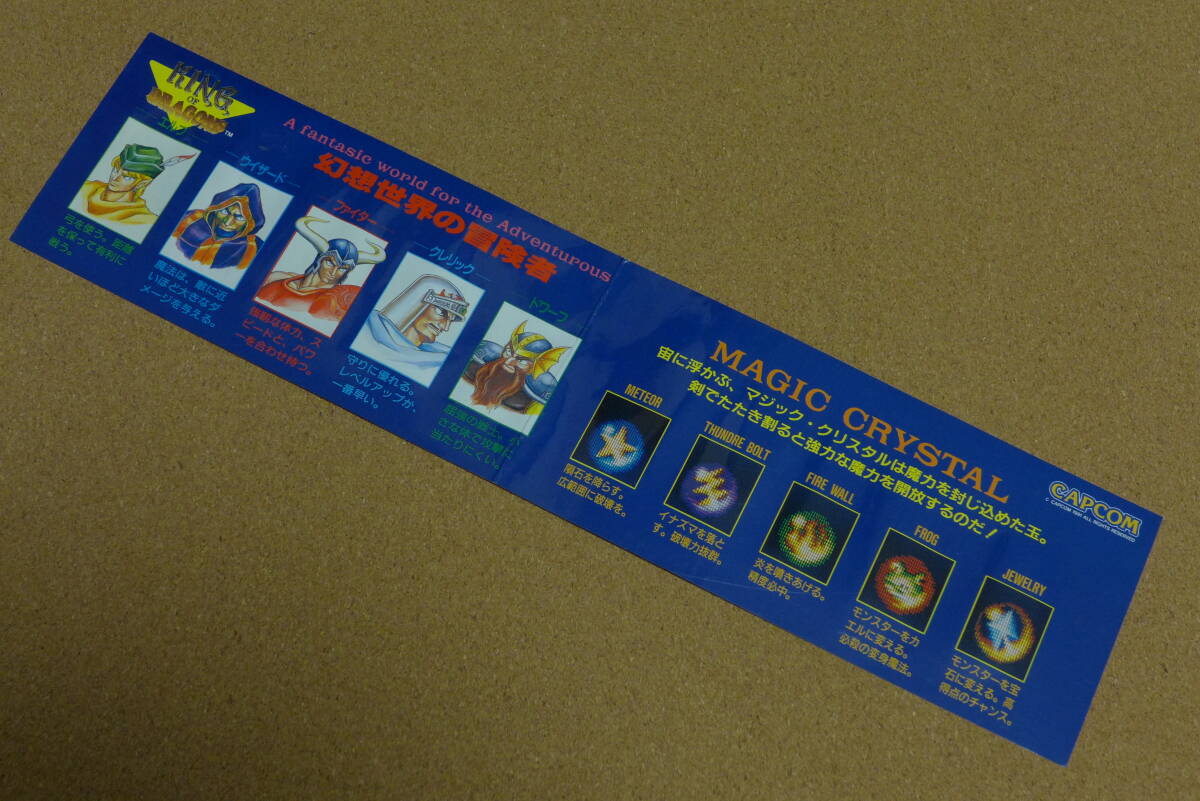 KING
OF
DRAGONS™
A fantasic world for the Adventurous
幻想世界の冒険者
エルフ
弓を使う。距離
を保って有利に
戦う。
ウイザード
魔法は、敵に近
いほど大きなダ
メージを与える。
ファイター
強靱な体力、ス
ピードと、パワ
ーを合わせ持つ。
クレリック
守りに優れる。
レベルアップが、
一番早い。
ドワーフ
屈強の戦士。小
さな体で攻撃に
当たりにくい。
MAGIC CRYSTAL
宙に浮かぶ、マジック・クリスタルは魔力を封じ込めた玉。
剣でたたき割ると強力な魔力を開放するのだ!
METEOR
隕石を降らす。
広範囲に破壊を。
THUNDRE BOLT
イナズマを落と
す。破壊力抜群。
FIRE WALL
炎を噴きあげる。
精度必中。
FROG
モンスターをカ
エルに変える。
必殺の変身魔法。
JEWELRY
モンスターを宝
石に変える。高
得点のチャンス。
CAPCOM
© CAPCOM 1991 ALL RIGHTS RESERVED